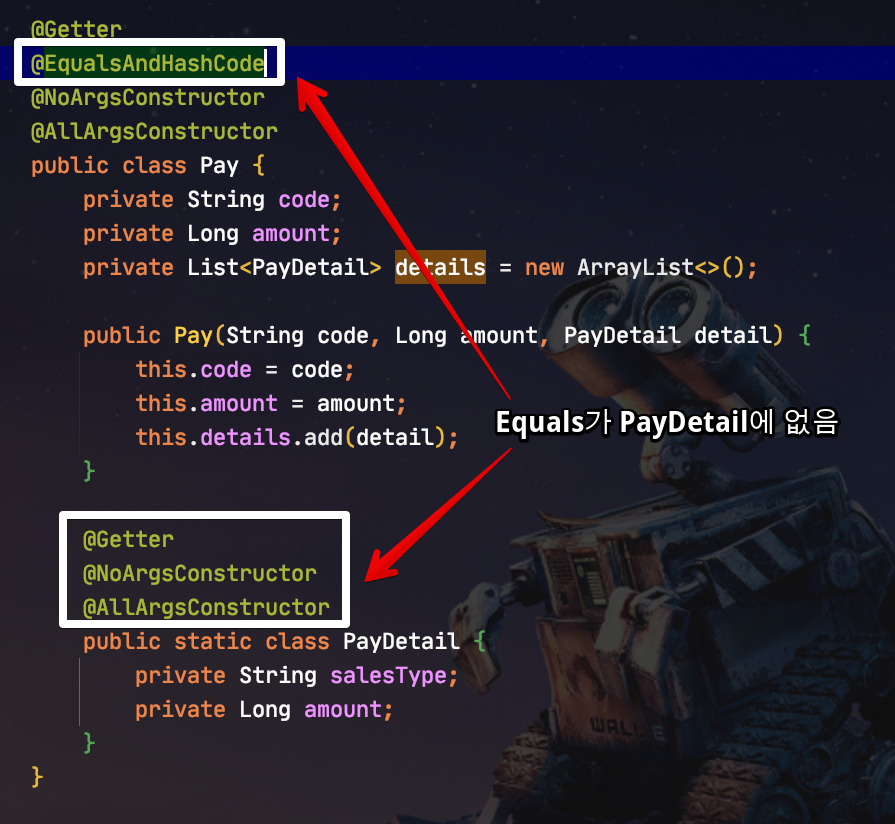 @Getter
@EqualsAndHashCode
@NoArgsConstructor
@AllArgsConstructor
public class Pay {
private String code;
private Long amount;
private List<PayDetail> details = new ArrayList<>();
public Pay(String code, Long amount, PayDetail detail) {
this.code = code;
this.amount = amount;
Equals가 PayDetail에 없음
this.details.add(detail);
}
@Getter
@NoArgsConstructor
@AllArgsConstructor
public static class PayDetail {
private String salesType;
private Long amount;
}
}
WALL·E